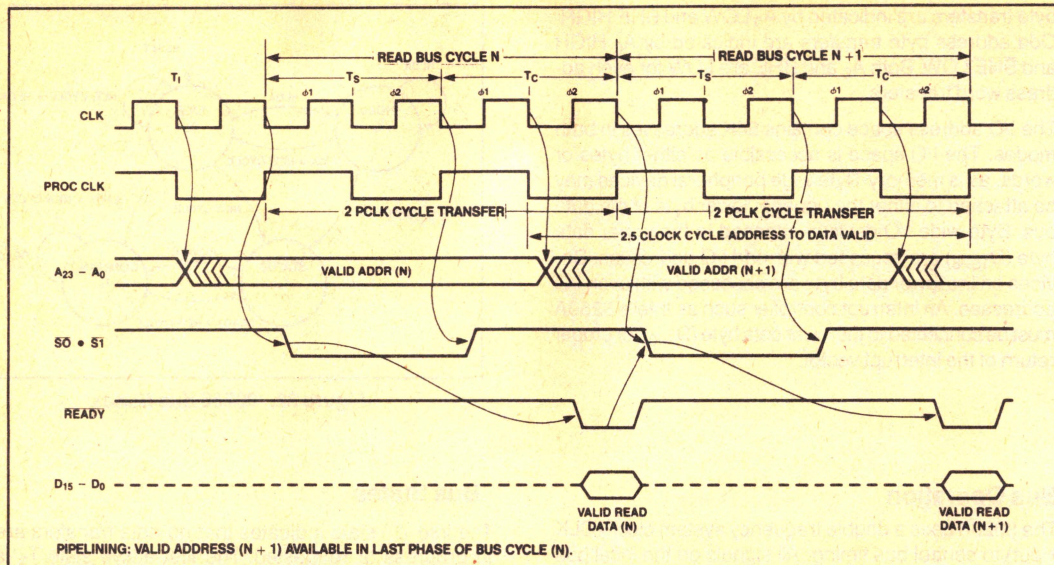 READ BUS CYCLE N
READ BUS CYCLE N + 1
TI TS TC TS TC
ϕ1 ϕ2 ϕ1 ϕ2 ϕ1 ϕ2 ϕ1 ϕ2
CLK
PROC CLK
2 PCLK CYCLE TRANSFER
2 PCLK CYCLE TRANSFER
2.5 CLOCK CYCLE ADDRESS TO DATA VALID
A23 – A0
VALID ADDR (N)
VALID ADDR (N + 1)
S0 • S1
READY
D15 – D0
VALID READ
DATA (N)
VALID READ
DATA (N + 1)
PIPELINING: VALID ADDRESS (N + 1) AVAILABLE IN LAST PHASE OF BUS CYCLE (N).